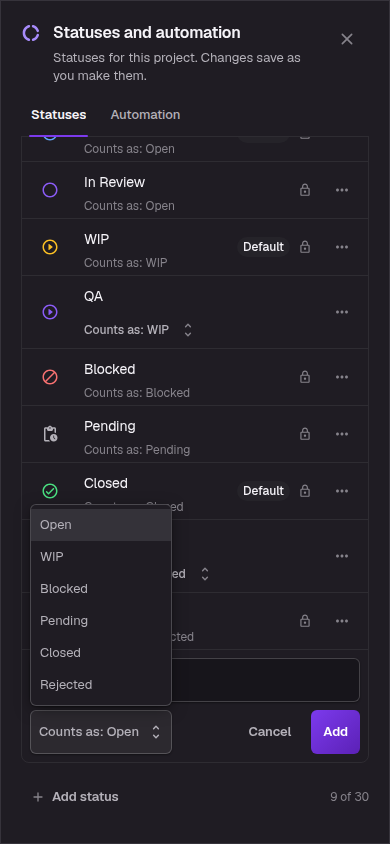 Statuses and automation
Statuses for this project. Changes save as
you make them.
Statuses
Automation
Counts as: Open
In Review
Counts as: Open
WIP
Default
Counts as: WIP
QA
Counts as: WIP
Blocked
Counts as: Blocked
Pending
Counts as: Pending
Closed
Default
Open
WIP
Blocked
Pending
Closed
Rejected
Counts as: Open
Cancel
Add
Add status
9 of 30